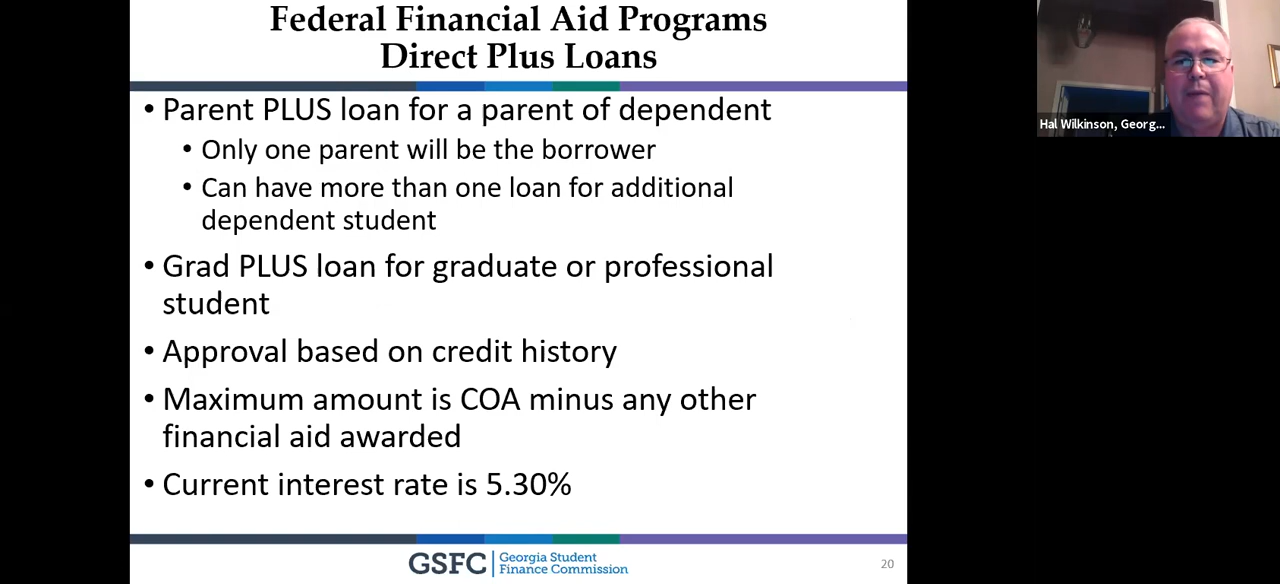 Federal Financial Aid Programs
Direct Plus Loans
• Parent PLUS loan for a parent of dependent
• Only one parent will be the borrower
• Can have more than one loan for additional
dependent student
• Grad PLUS loan for graduate or professional
student
• Approval based on credit history
• Maximum amount is COA minus any other
financial aid awarded
• Current interest rate is 5.30%
GSFC
Georgia Student
Finance Commission
20
Hal Wilkinson, Georg...